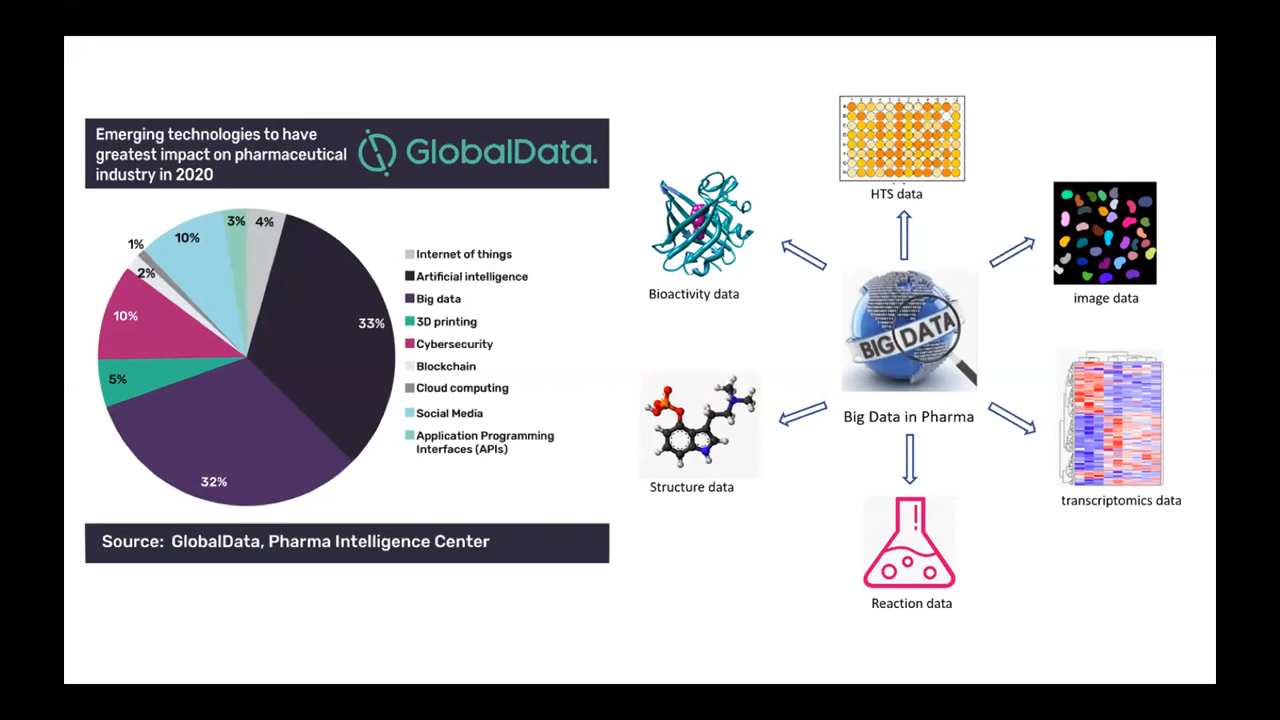 Emerging technologies to have
greatest impact on pharmaceutical
industry in 2020
GlobalData.
3%
4%
10%
1%
2%
10%
33%
5%
32%
Internet of things
Artificial intelligence
Big data
3D printing
Cybersecurity
Blockchain
Cloud computing
Social Media
Application Programming
Interfaces (APIs)
Source: GlobalData, Pharma Intelligence Center
HTS data
Bioactivity data
image data
BIG DATA
Big Data in Pharma
Structure data
transcriptomics data
Reaction data